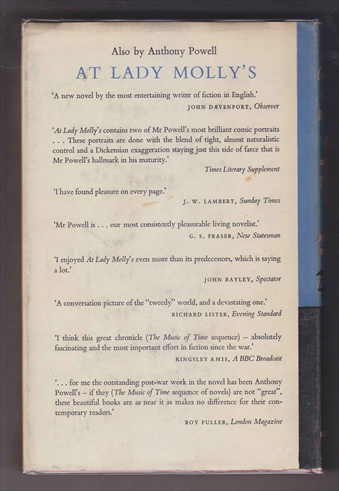 Also by Anthony Powell
AT LADY MOLLY'S
'A new novel by the most entertaining writer of fiction in English.'
JOHN DAVENPORT, Observer
'At Lady Molly's contains two of Mr Powell's most brilliant comic portraits
. . . These portraits are done with the blend of tight, almost naturalistic
control and a Dickensian exaggeration staying just this side of farce that is
Mr Powell's hallmark in his maturity.'
Times Literary Supplement
'I have found pleasure on every page.'
J. W. LAMBERT, Sunday Times
'Mr Powell is . . . our most consistently pleasurable living novelist.'
G. S. FRASER, New Statesman
'I enjoyed At Lady Molly's even more than its predecessors, which is saying
a lot.'
JOHN BAYLEY, Spectator
'A conversation picture of the "tweedy" world, and a devastating one.'
RICHARD LISTER, Evening Standard
'I think this great chronicle (The Music of Time sequence) – absolutely
fascinating and the most important effort in fiction since the war.'
KINGSLEY AMIS, A BBC Broadcast
'. . . for me the outstanding post-war work in the novel has been Anthony
Powell's – if they (The Music of Time sequence of novels) are not "great",
these beautiful books are as near it as makes no difference for their con-
temporary readers.'
ROY FULLER, London Magazine